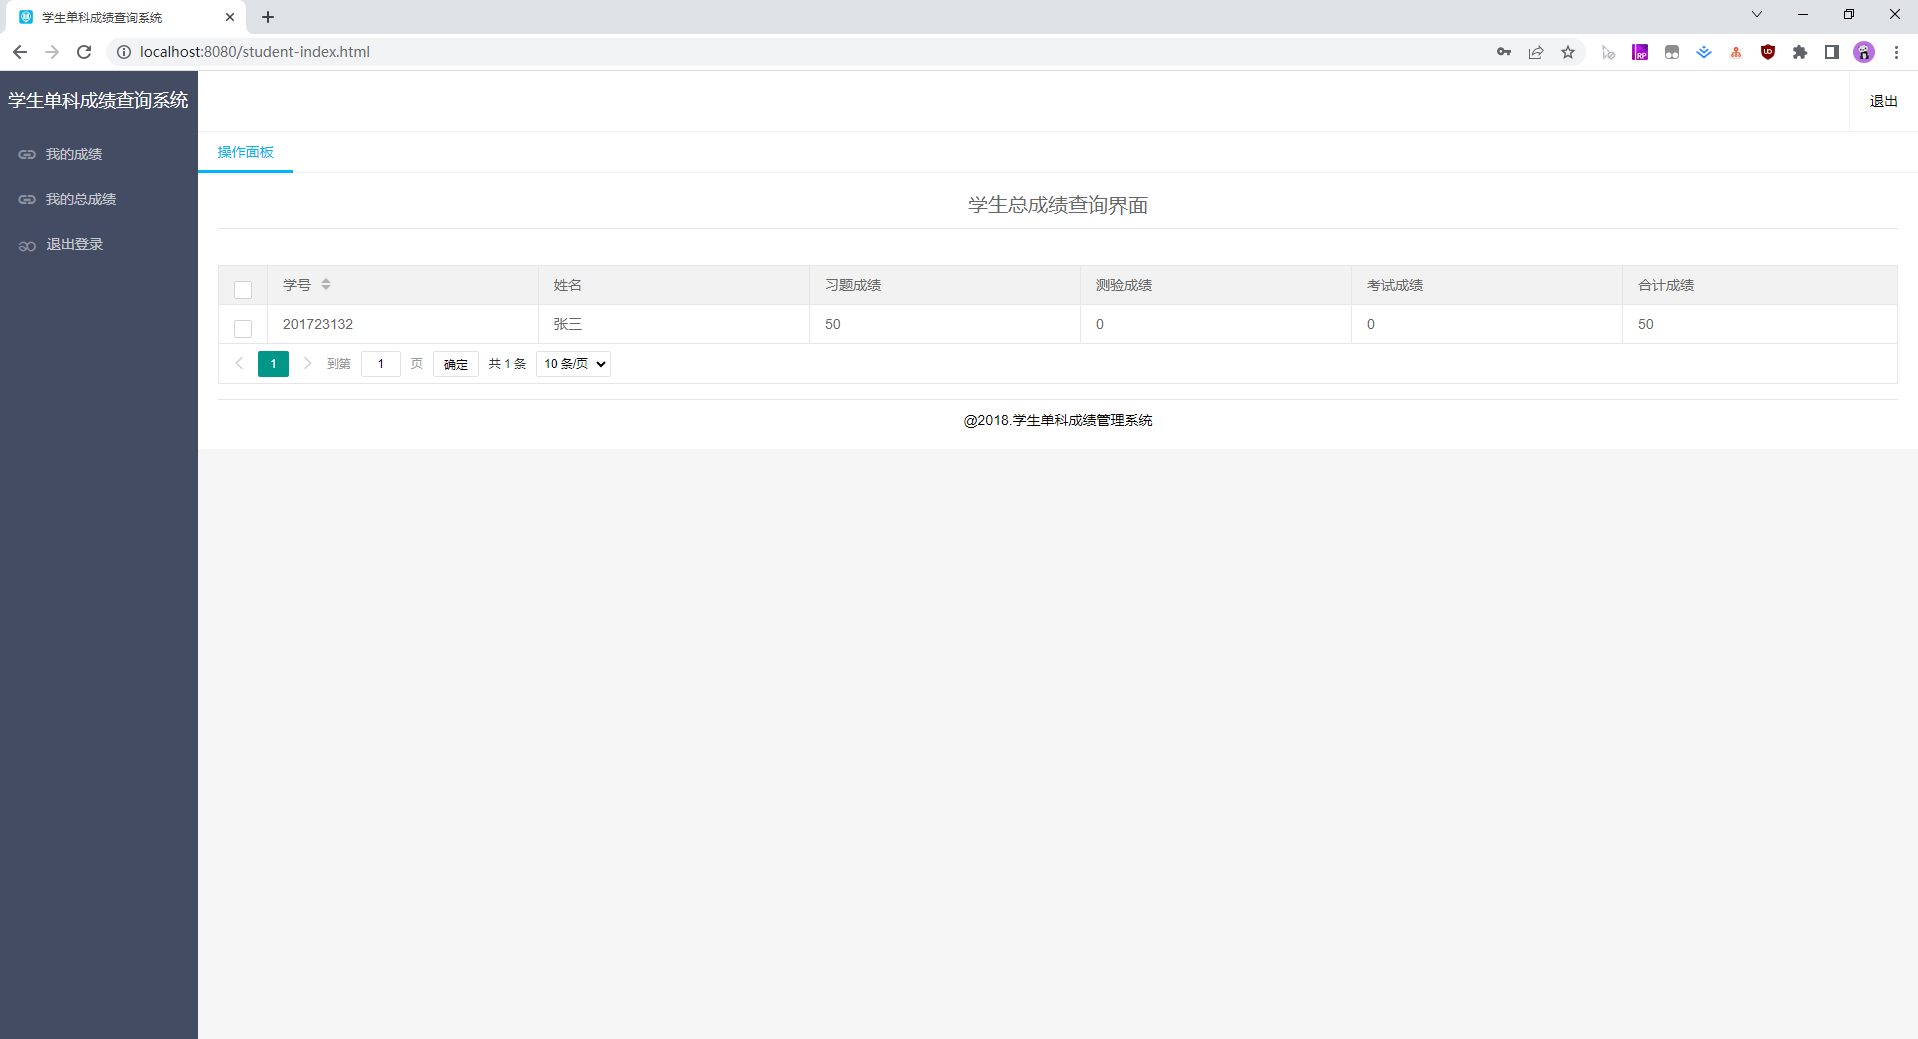 学生单科成绩查询系统
localhost:8080/student-index.html
学生单科成绩查询系统
退出
我的成绩
我的总成绩
退出登录
操作面板
学生总成绩查询界面
学号 姓名 习题成绩 测验成绩 考试成绩 合计成绩
201723132 张三 50 0 0 50
1 到第 1 页 确定 共 1 条 10 条/页
@2018.学生单科成绩管理系统